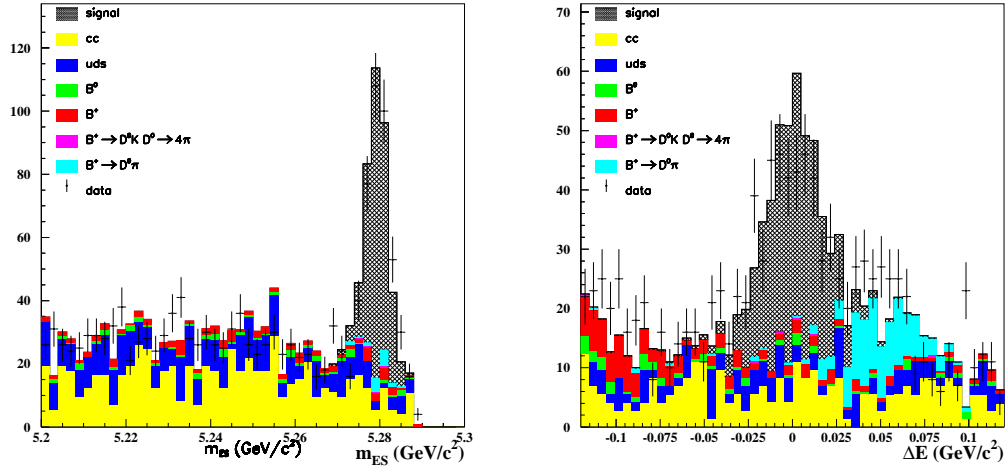 signal
cc
uds
B⁰
B⁺
B⁺→D⁰K D⁰→4π
B⁺→D⁰π
data
120
100
80
60
40
20
0
5.2
5.22
5.24
5.26
5.28
5.3
m_ES (GeV/c²)
m_ES (GeV/c²)
signal
cc
uds
B⁰
B⁺
B⁺→D⁰K D⁰→4π
B⁺→D⁰π
data
70
60
50
40
30
20
10
0
-0.1
-0.075
-0.05
-0.025
0
0.025
0.05
0.075
0.1
ΔE (GeV/c²)